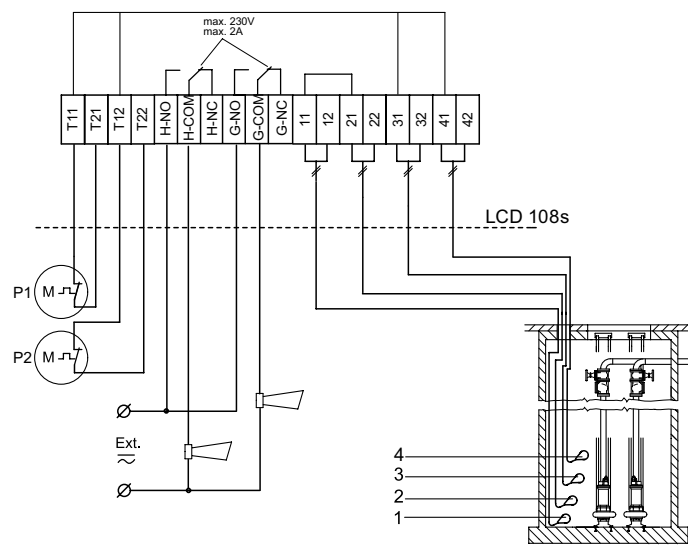 max. 230V
max. 2A
T11 T21 T12 T22 H-NO H-COM H-NC G-NO G-COM G-NC 11 12 21 22 31 32 41 42
LCD 108s
P1 M
P2 M
Ext.
4
3
2
1